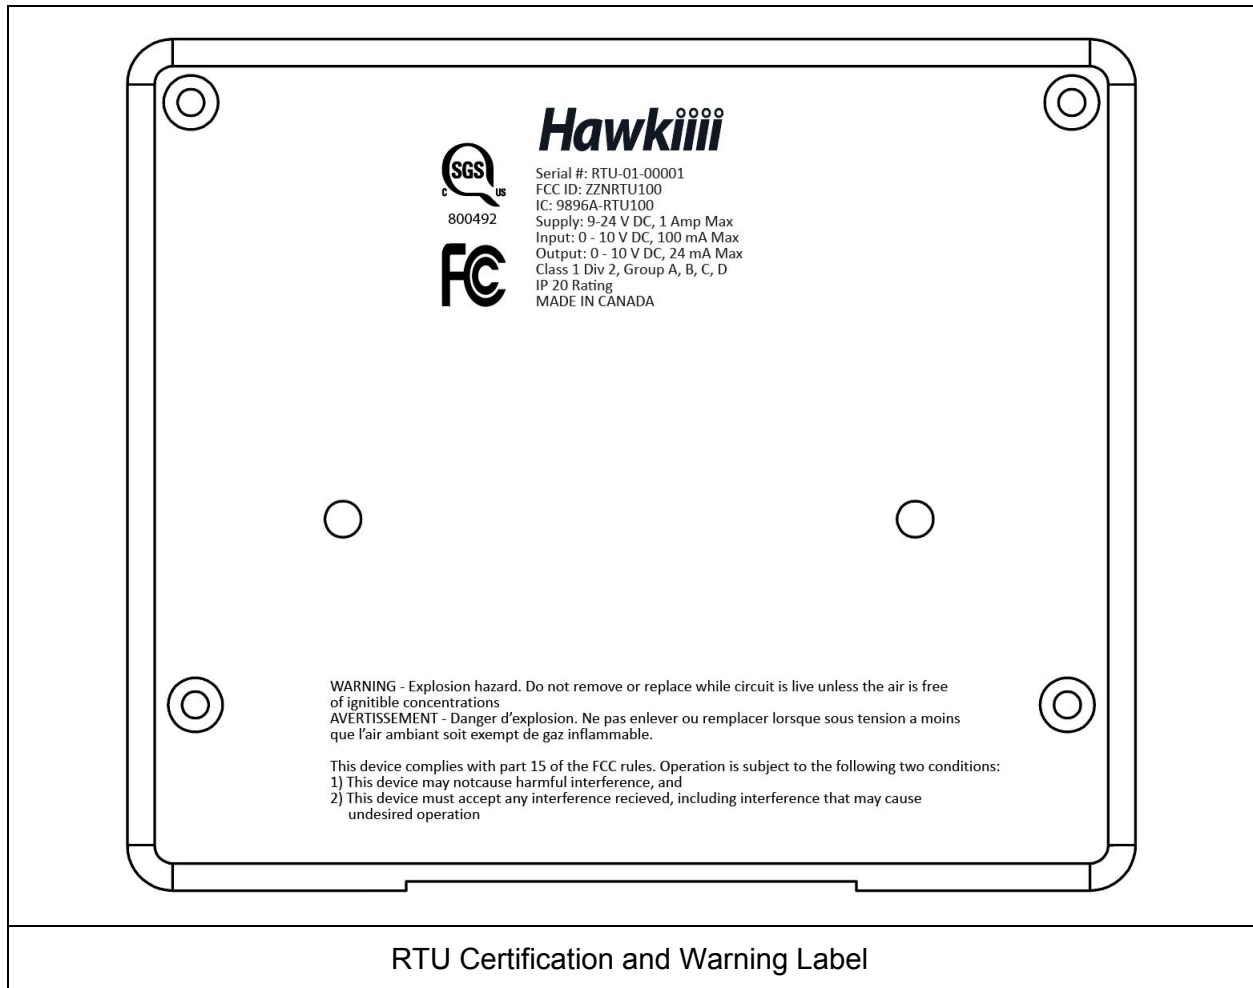 Hawkiiii
SGS
C US
800492
FC
Serial #: RTU-01-00001
FCC ID: ZZNRTU100
IC: 9896A-RTU100
Supply: 9-24 V DC, 1 Amp Max
Input: 0 - 10 V DC, 100 mA Max
Output: 0 - 10 V DC, 24 mA Max
Class 1 Div 2, Group A, B, C, D
IP 20 Rating
MADE IN CANADA
WARNING - Explosion hazard. Do not remove or replace while circuit is live unless the air is free
of ignitible concentrations
AVERTISSEMENT - Danger d’explosion. Ne pas enlever ou remplacer lorsque sous tension a moins
que l’air ambiant soit exempt de gaz inflammable.
This device complies with part 15 of the FCC rules. Operation is subject to the following two conditions:
1) This device may notcause harmful interference, and
2) This device must accept any interference recieved, including interference that may cause
undesired operation
RTU Certification and Warning Label